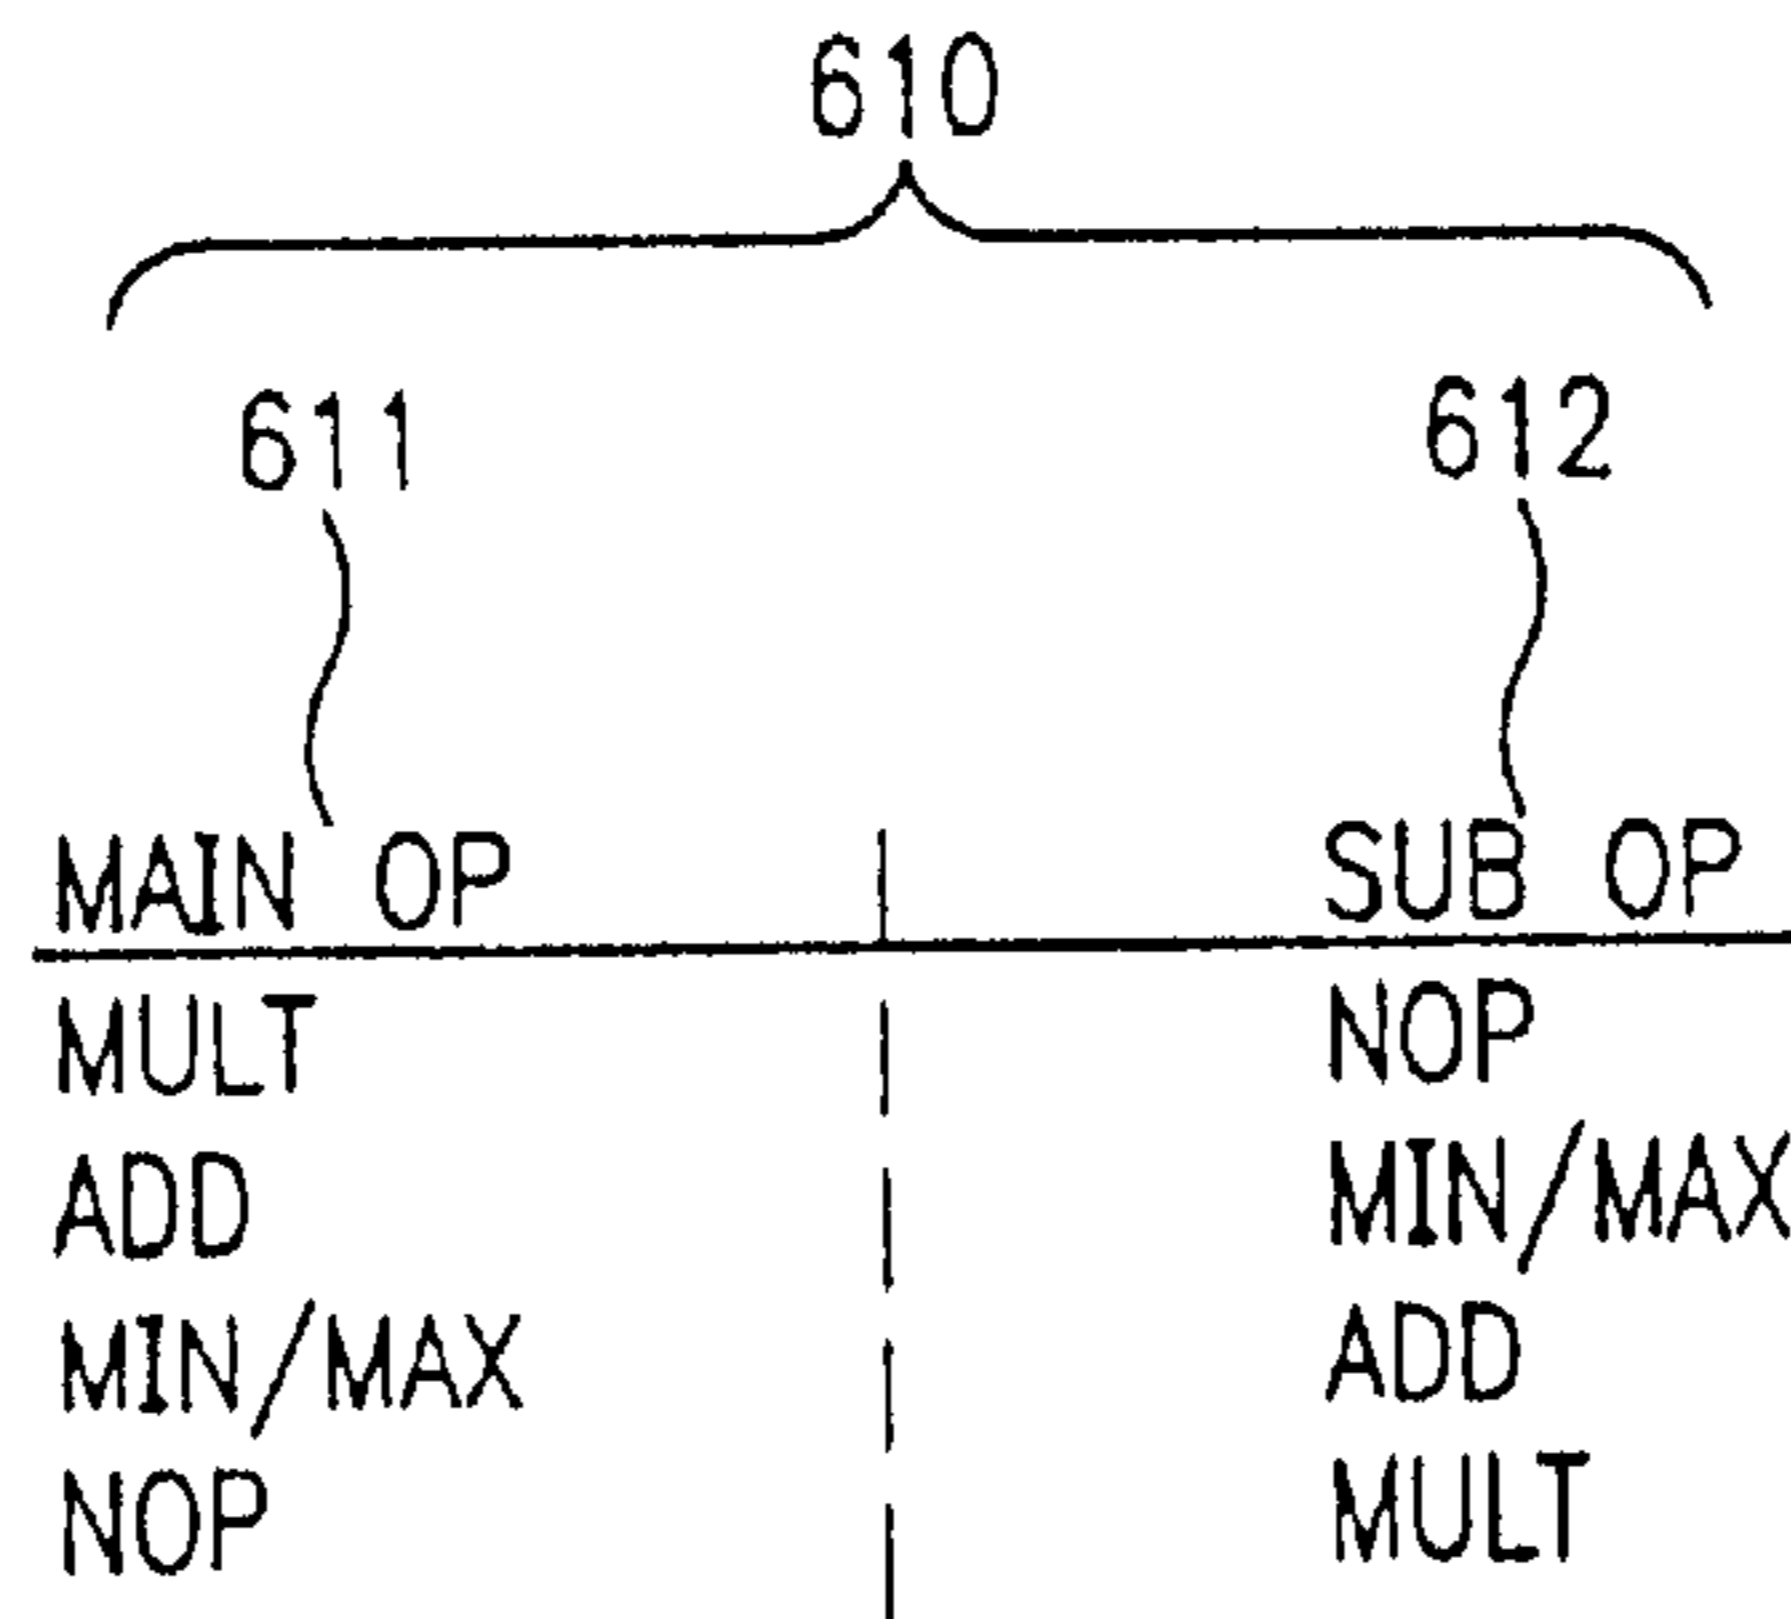 610
611 612
MAIN OP SUB OP
MULT NOP
ADD MIN/MAX
MIN/MAX ADD
NOP MULT